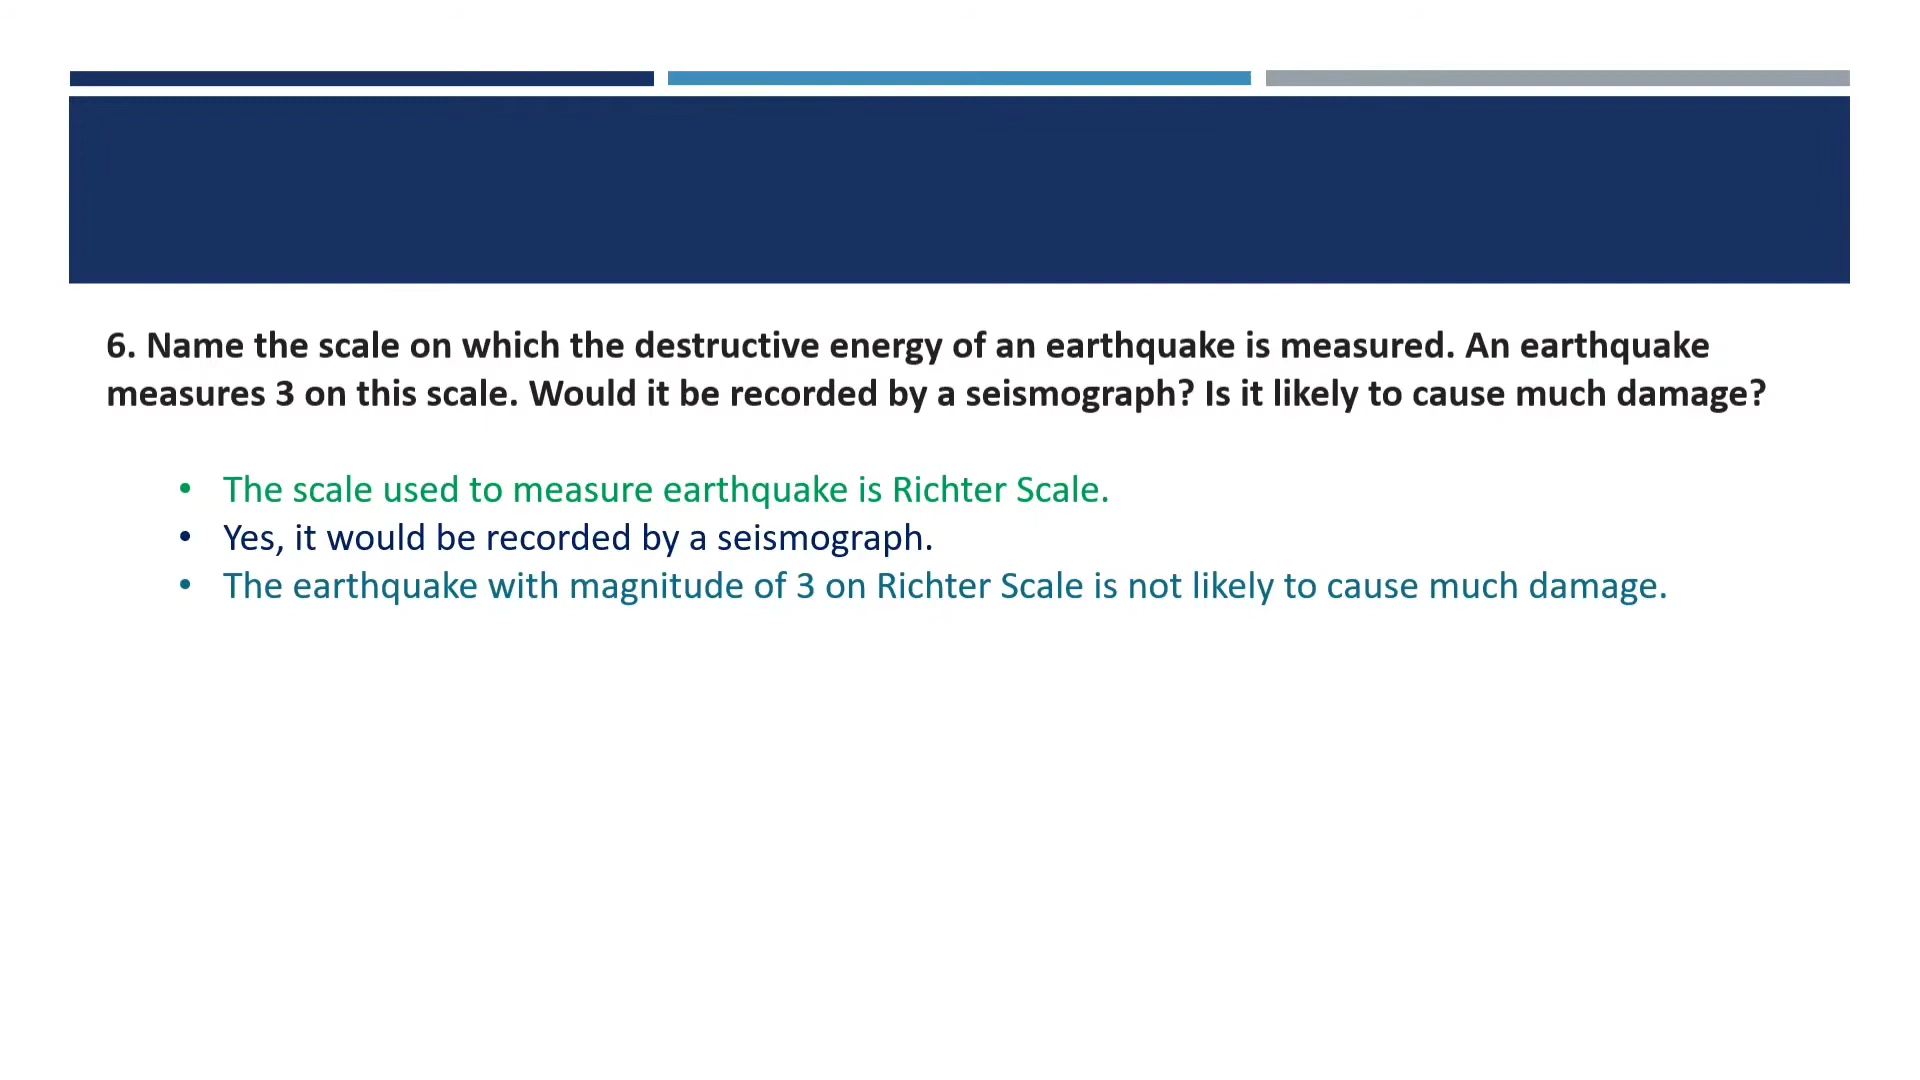 6. Name the scale on which the destructive energy of an earthquake is measured. An earthquake
measures 3 on this scale. Would it be recorded by a seismograph? Is it likely to cause much damage?
• The scale used to measure earthquake is Richter Scale.
• Yes, it would be recorded by a seismograph.
• The earthquake with magnitude of 3 on Richter Scale is not likely to cause much damage.